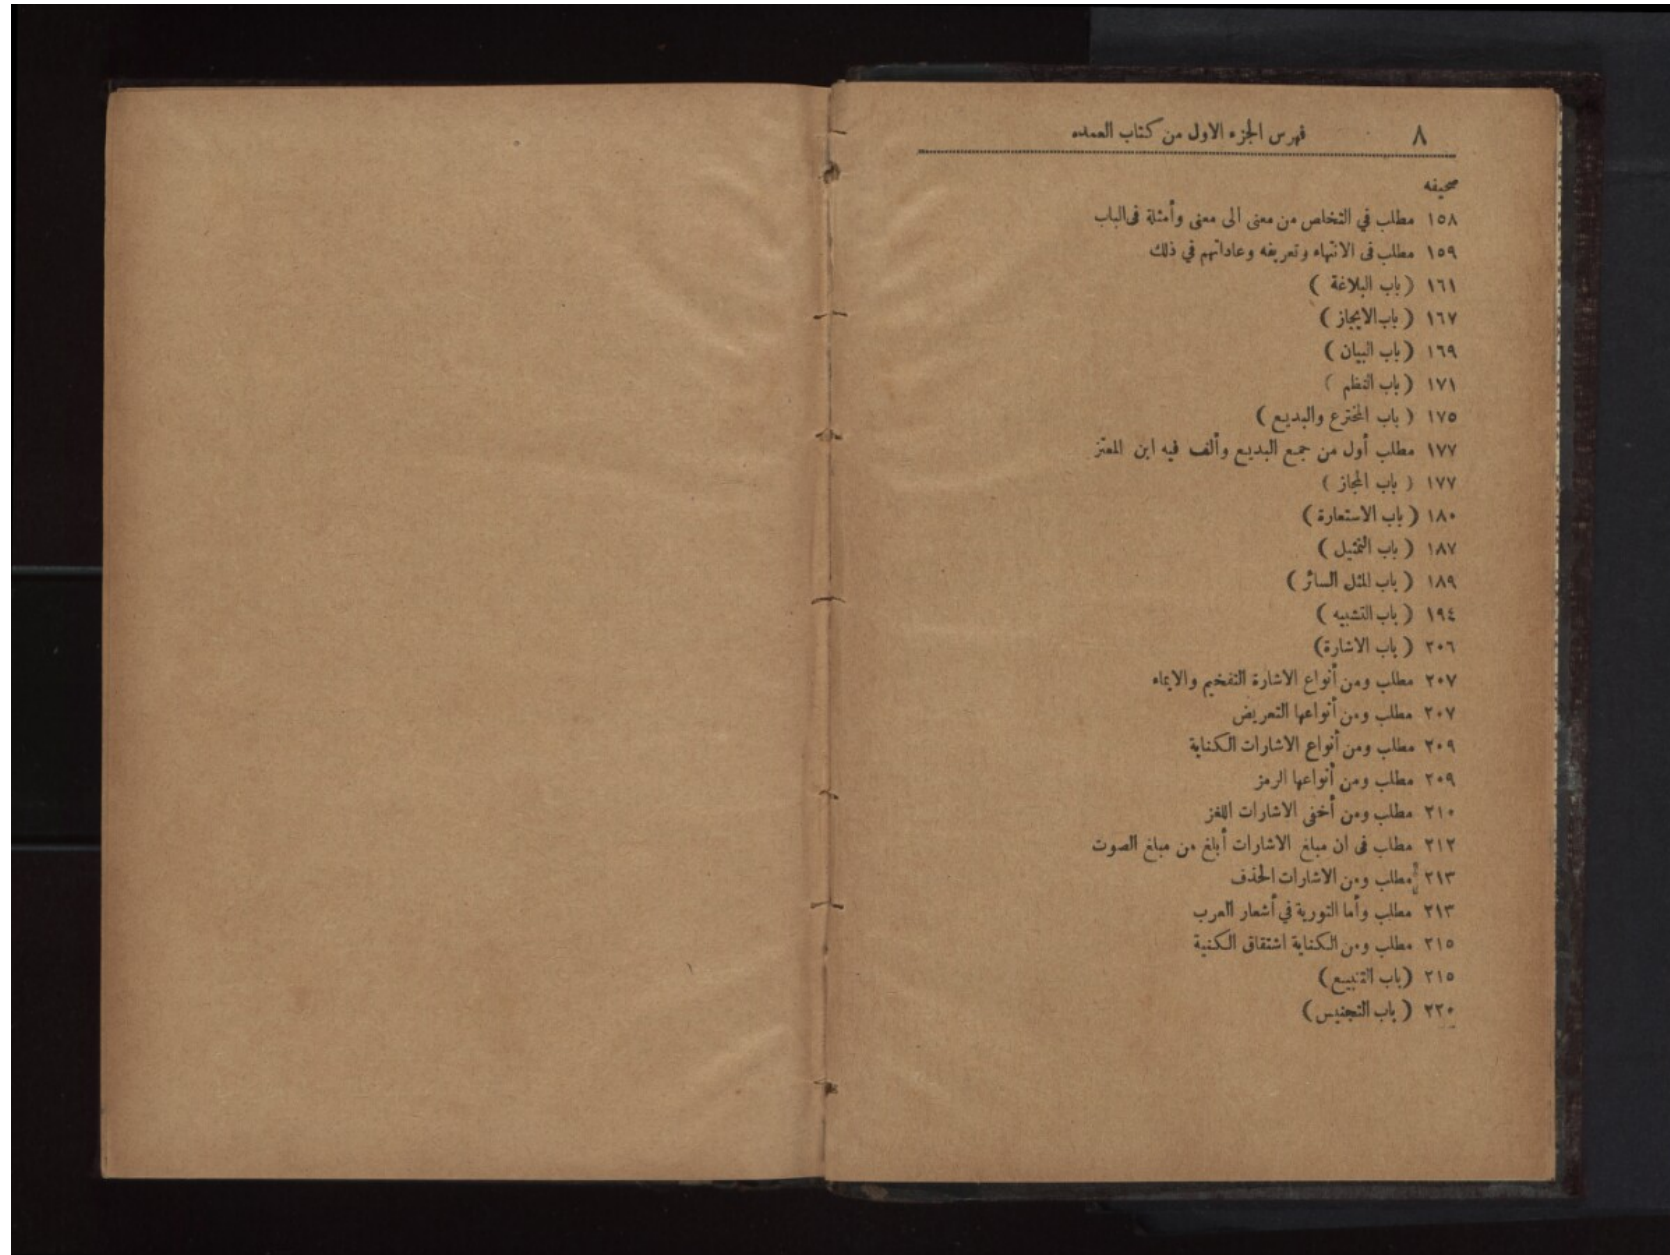 ٨ فهرس الجزء الاول من كتاب العمده
صحيفه
١٥٨ مطلب في التخلص من معنى الى معنى وأمثلة فى الباب
١٥٩ مطلب فى الانتهاء وتعريفه وعاداتهم في ذلك
١٦١ ( باب البلاغة )
١٦٧ ( باب الايجاز )
١٦٩ ( باب البيان )
١٧١ ( باب النظم )
١٧٥ ( باب المخترع والبديع )
١٧٧ مطلب أول من جمع البديع وألف فيه ابن المعتز
١٧٧ ( باب المجاز )
١٨٠ ( باب الاستعارة )
١٨٧ ( باب التمثيل )
١٨٩ ( باب المثل السائر )
١٩٤ ( باب التشبيه )
٢٠٦ ( باب الاشارة )
٢٠٧ مطلب ومن أنواع الاشارة التفخيم والايماء
٢٠٧ مطلب ومن أنواعها التعريض
٢٠٩ مطلب ومن أنواع الاشارات الكناية
٢٠٩ مطلب ومن أنواعها الرمز
٢١٠ مطلب ومن أخفى الاشارات اللغز
٢١٢ مطلب فى ان مبلغ الاشارات أبلغ من مبلغ الصوت
٢١٣ مطلب ومن الاشارات الحذف
٢١٣ مطلب وأما التورية في أشعار العرب
٢١٥ مطلب ومن الكناية اشتقاق الكنية
٢١٥ ( باب التتبيع )
٢٢٠ ( باب التجنيس )